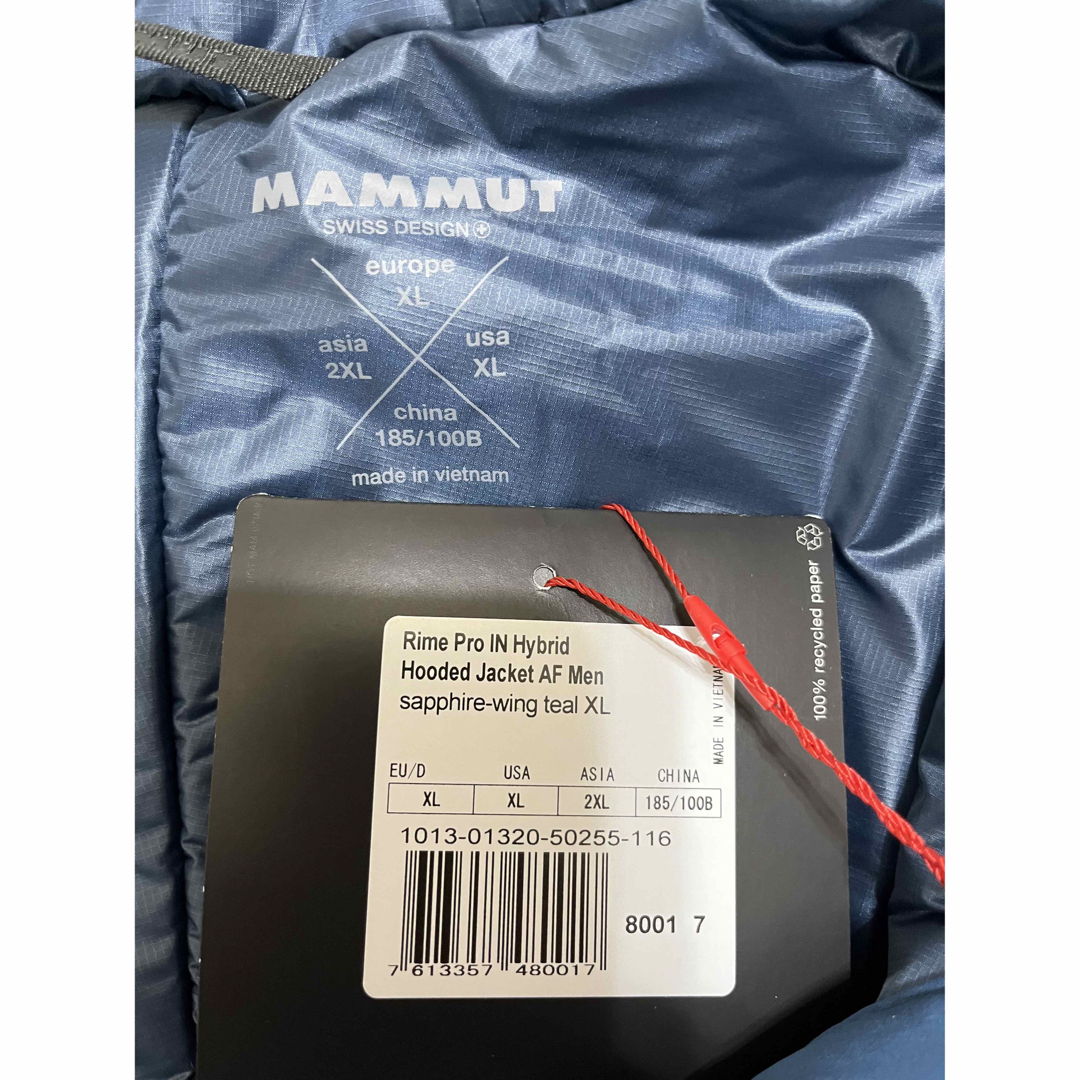 MAMMUT
SWISS DESIGN
europe
XL
asia
2XL
usa
XL
china
185/100B
made in vietnam
100% recycled paper
Rime Pro IN Hybrid
Hooded Jacket AF Men
sapphire-wing teal XL
MADE IN VIETNA
EU/D USA ASIA CHINA
XL XL 2XL 185/100B
1013-01320-50255-116
8001 7
7 613357 480017